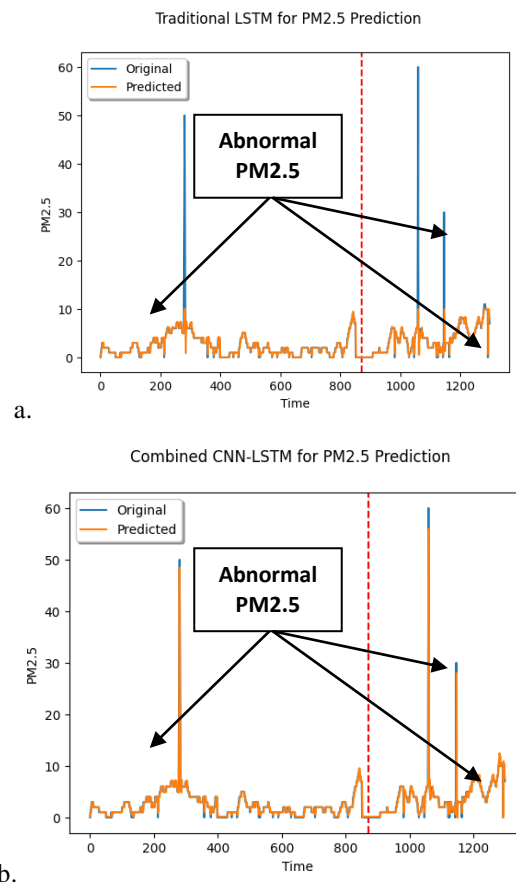 Traditional LSTM for PM2.5 Prediction
60
50
40
30
20
10
0
PM2.5
Original
Predicted
Abnormal
PM2.5
0 200 400 600 800 1000 1200
Time
a.
Combined CNN-LSTM for PM2.5 Prediction
60
50
40
30
20
10
0
PM2.5
Original
Predicted
Abnormal
PM2.5
0 200 400 600 800 1000 1200
Time
b.